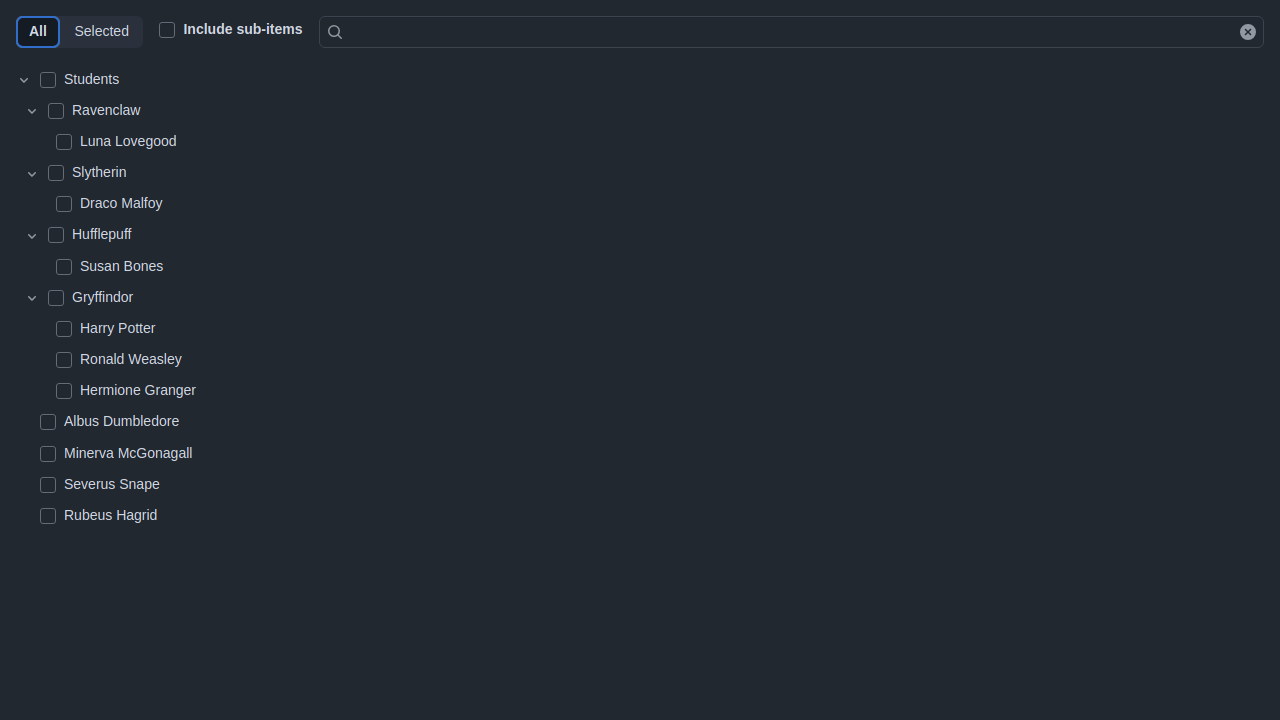 All Selected Include sub-items
Students
Ravenclaw
Luna Lovegood
Slytherin
Draco Malfoy
Hufflepuff
Susan Bones
Gryffindor
Harry Potter
Ronald Weasley
Hermione Granger
Albus Dumbledore
Minerva McGonagall
Severus Snape
Rubeus Hagrid